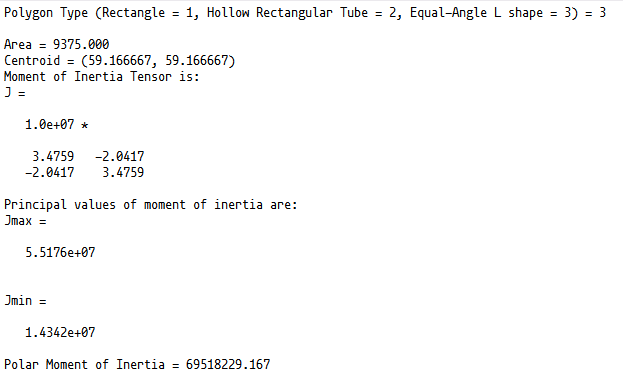 Polygon Type (Rectangle = 1, Hollow Rectangular Tube = 2, Equal-Angle L shape = 3) = 3
Area = 9375.000
Centroid = (59.166667, 59.166667)
Moment of Inertia Tensor is:
J =
1.0e+07 *
3.4759 -2.0417
-2.0417 3.4759
Principal values of moment of inertia are:
Jmax =
5.5176e+07
Jmin =
1.4342e+07
Polar Moment of Inertia = 69518229.167